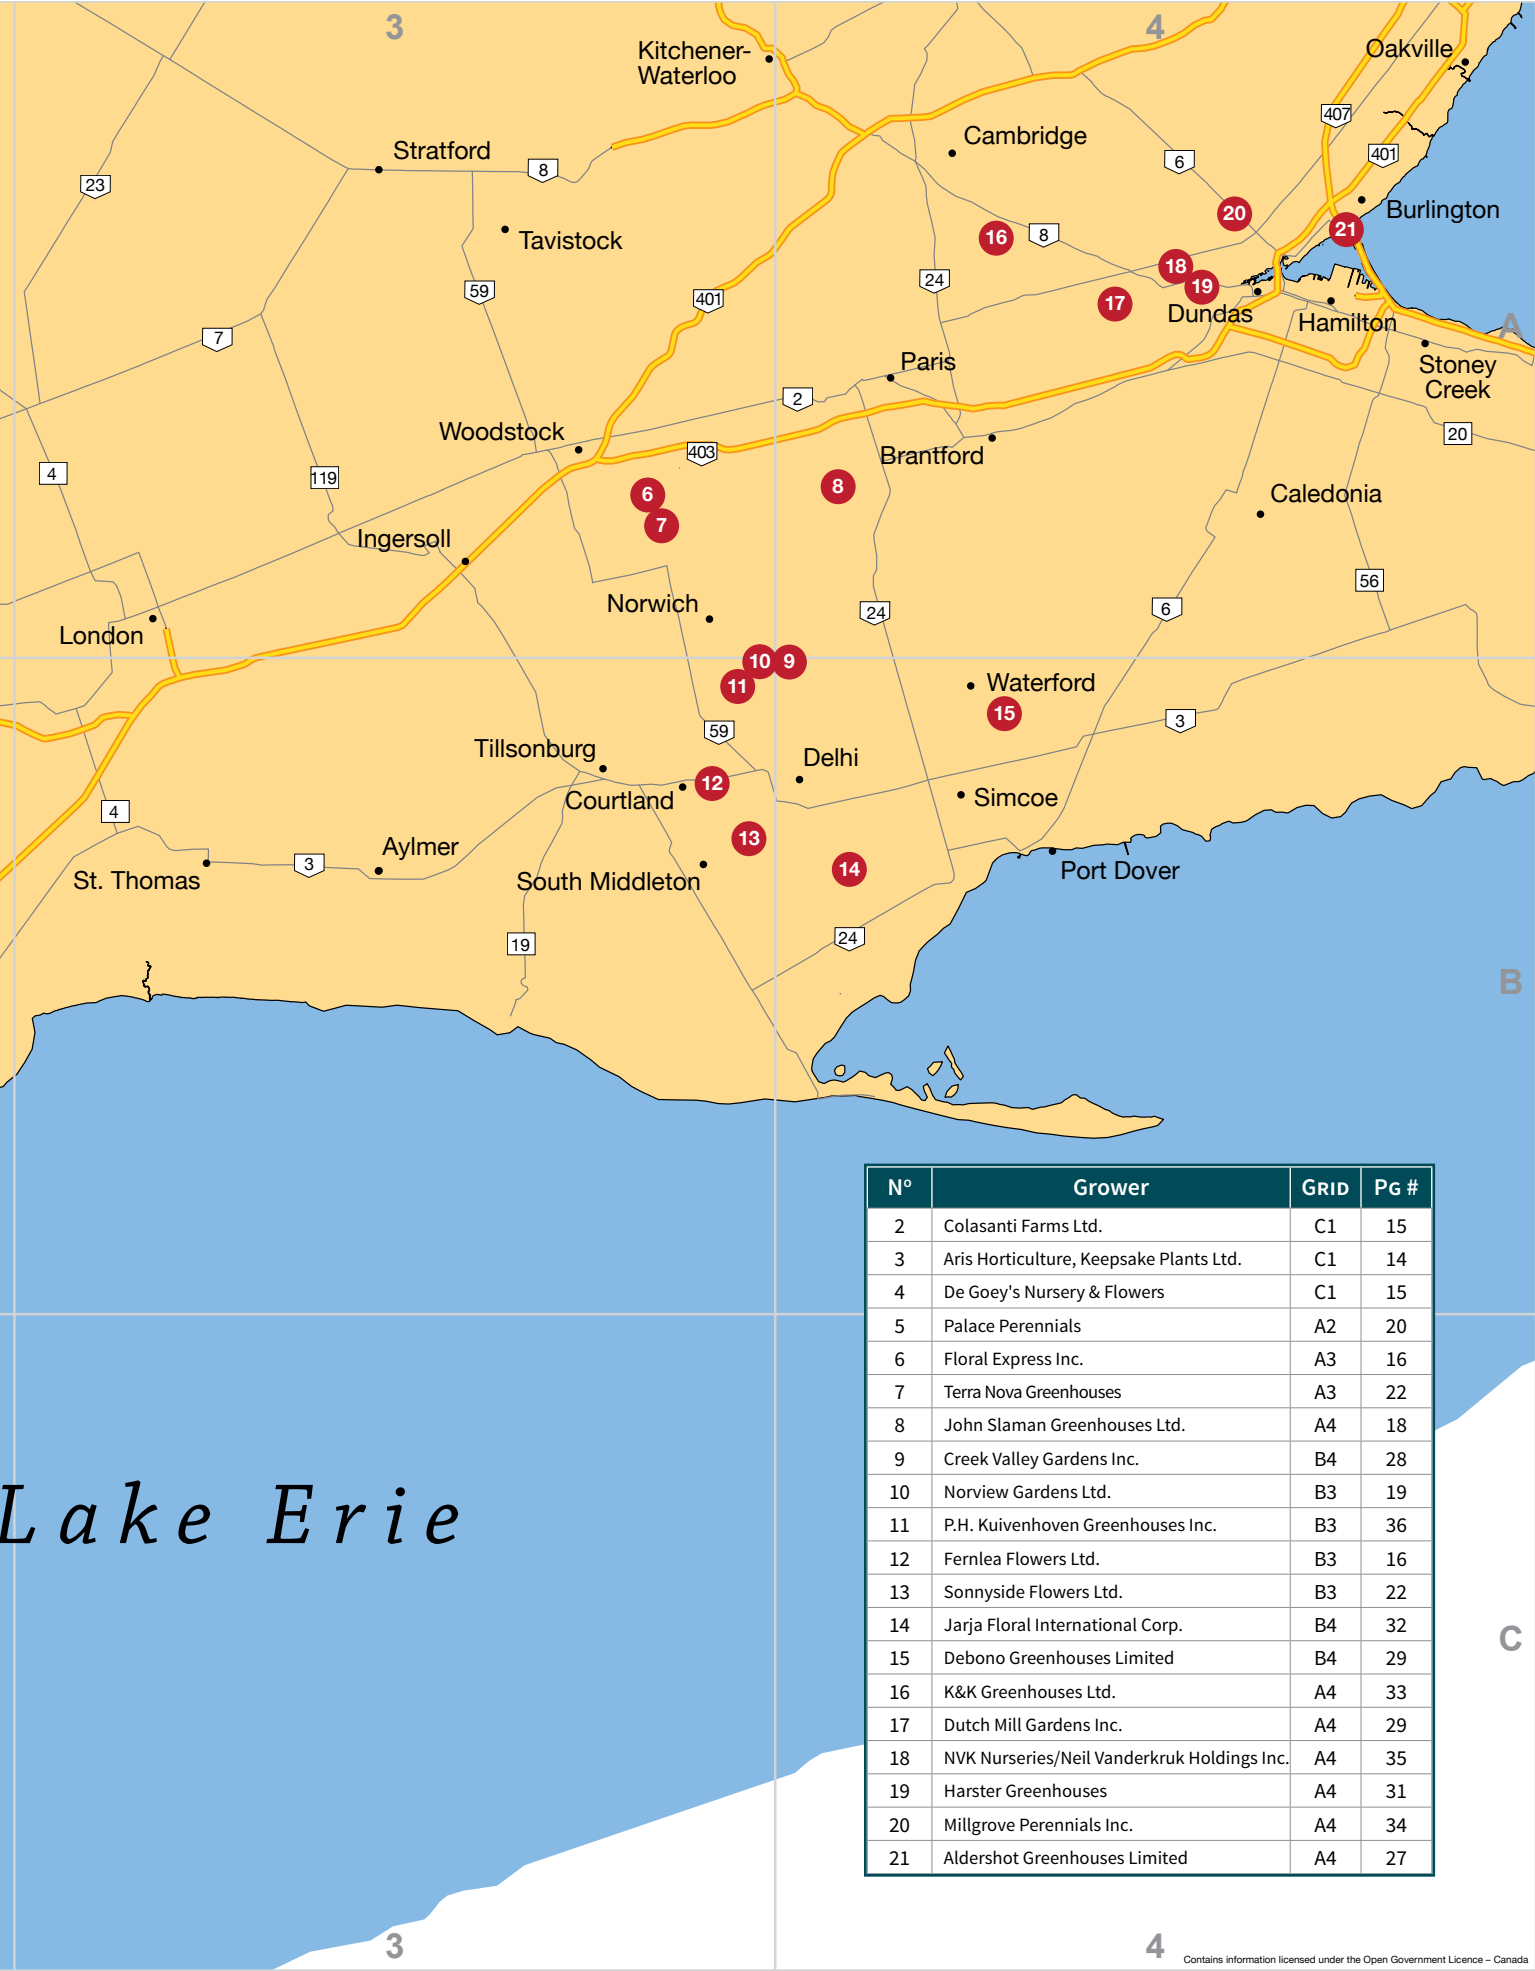 3
4
Kitchener-
Waterloo
Oakville
407
Cambridge
Stratford
8
401
6
23
20
Burlington
21
Tavistock
16
8
18
24
59
19
401
17
Dundas
Hamilton
A
7
Paris
Stoney
Creek
2
Woodstock
20
403
Brantford
4
119
8
6
Caledonia
7
Ingersoll
56
Norwich
24
6
London
10
9
11
Waterford
15
3
59
Tillsonburg
Delhi
12
Courtland
Simcoe
4
13
Aylmer
3
14
Port Dover
St. Thomas
South Middleton
24
19
B
Nº Grower GRID PG #
2 Colasanti Farms Ltd. C1 15
3 Aris Horticulture, Keepsake Plants Ltd. C1 14
4 De Goey's Nursery & Flowers C1 15
5 Palace Perennials A2 20
6 Floral Express Inc. A3 16
7 Terra Nova Greenhouses A3 22
8 John Slaman Greenhouses Ltd. A4 18
9 Creek Valley Gardens Inc. B4 28
10 Norview Gardens Ltd. B3 19
11 P.H. Kuivenhoven Greenhouses Inc. B3 36
12 Fernlea Flowers Ltd. B3 16
13 Sonnyside Flowers Ltd. B3 22
14 Jarja Floral International Corp. B4 32
15 Debono Greenhouses Limited B4 29
16 K&K Greenhouses Ltd. A4 33
17 Dutch Mill Gardens Inc. A4 29
18 NVK Nurseries/Neil Vanderkruk Holdings Inc. A4 35
19 Harster Greenhouses A4 31
20 Millgrove Perennials Inc. A4 34
21 Aldershot Greenhouses Limited A4 27
Lake Erie
C
3
4
Contains information licensed under the Open Government Licence – Canada